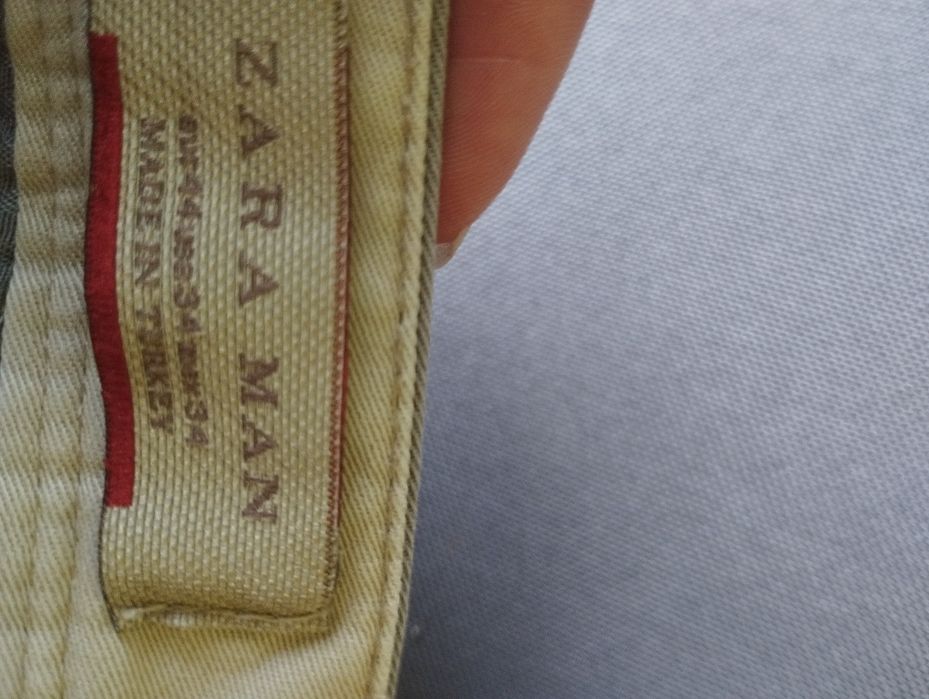 ZARA MAN
EUR 44 USA 34 MEX 34
MADE IN TURKEY